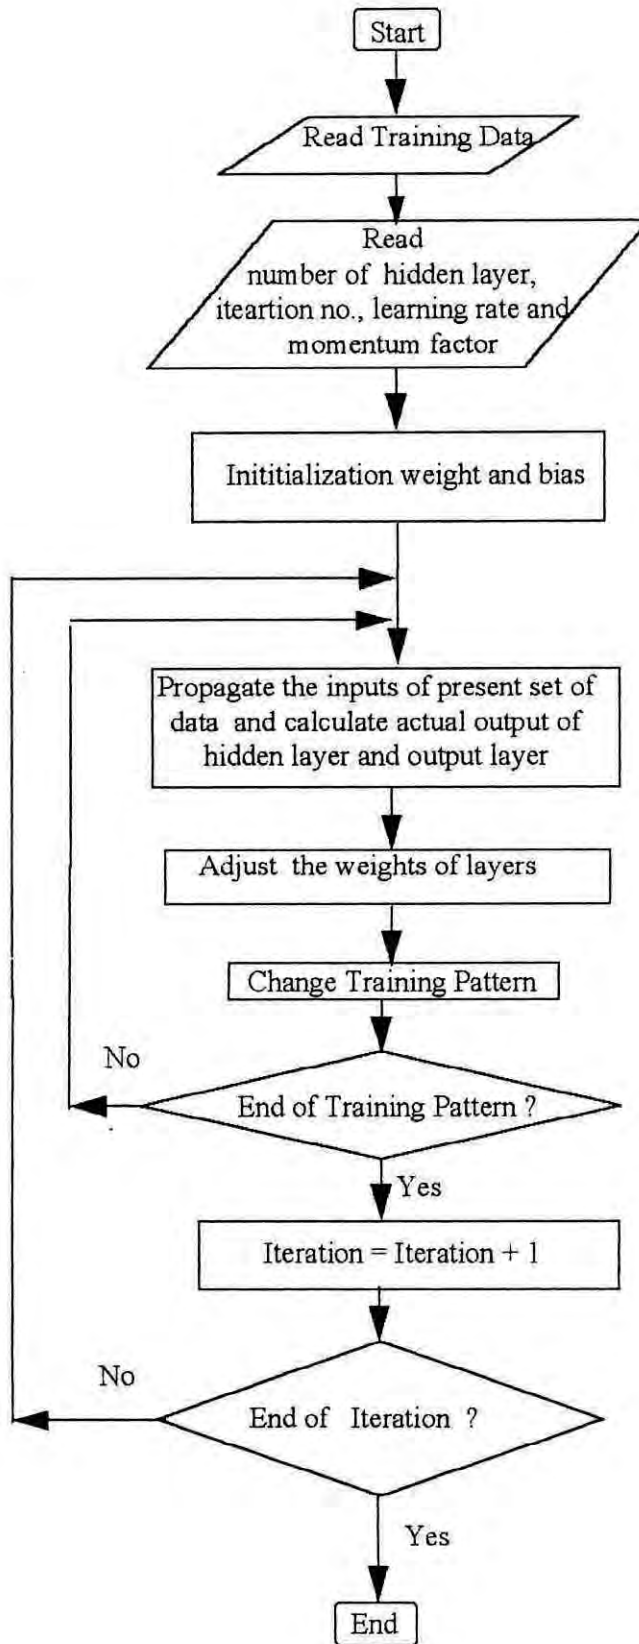 Start
Read Training Data
Read
number of hidden layer,
iteartion no., learning rate and
momentum factor
Inititialization weight and bias
Propagate the inputs of present set of
data and calculate actual output of
hidden layer and output layer
Adjust the weights of layers
Change Training Pattern
No
End of Training Pattern ?
Yes
Iteration = Iteration + 1
No
End of Iteration ?
Yes
End